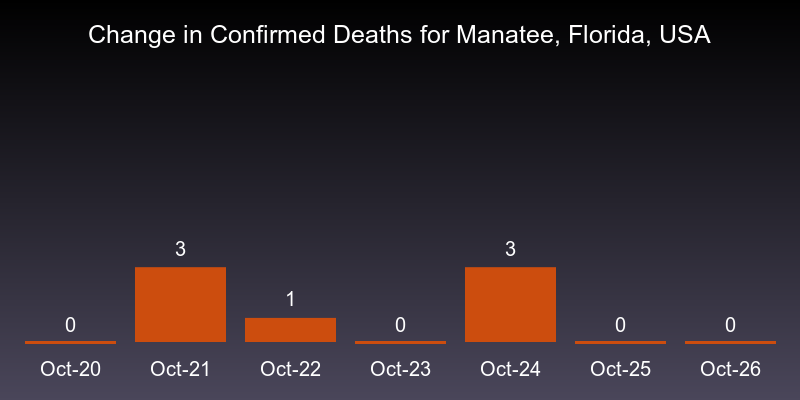 Change in Confirmed Deaths for Manatee, Florida, USA
0 3 1 0 3 0 0
Oct-20 Oct-21 Oct-22 Oct-23 Oct-24 Oct-25 Oct-26